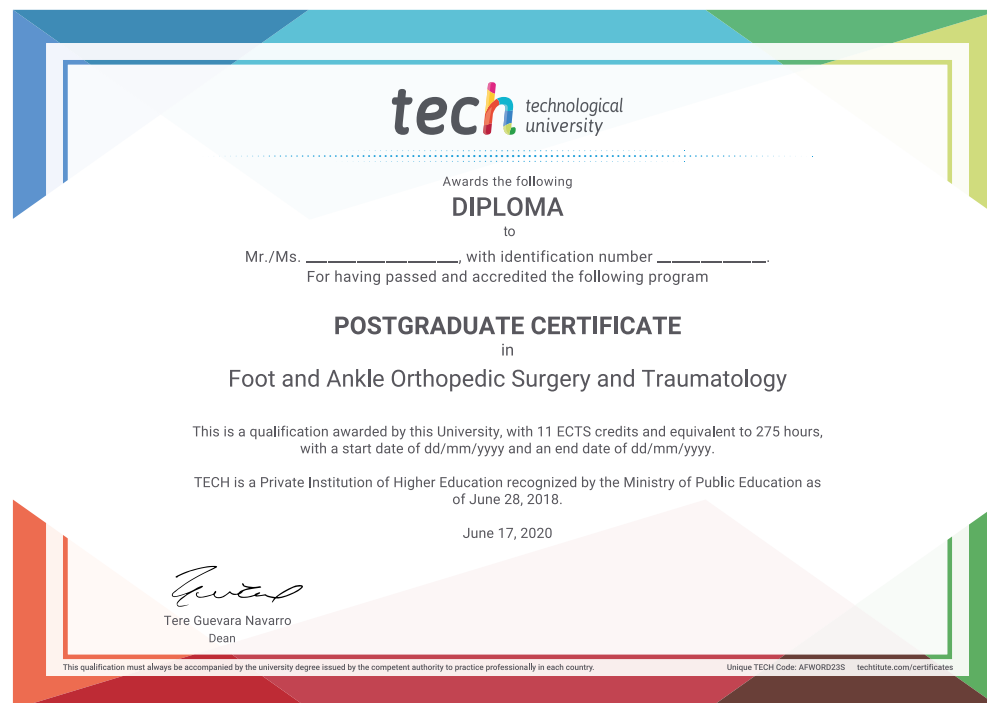 tech technological
university
Awards the following
DIPLOMA
to
Mr./Ms. __________________, with identification number _____________.
For having passed and accredited the following program
POSTGRADUATE CERTIFICATE
in
Foot and Ankle Orthopedic Surgery and Traumatology
This is a qualification awarded by this University, with 11 ECTS credits and equivalent to 275 hours,
with a start date of dd/mm/yyyy and an end date of dd/mm/yyyy.
TECH is a Private Institution of Higher Education recognized by the Ministry of Public Education as
of June 28, 2018.
June 17, 2020
Tere Guevara Navarro
Dean
This qualification must always be accompanied by the university degree issued by the competent authority to practice professionally in each country.
Unique TECH Code: AFWORD23S techtitute.com/certificates